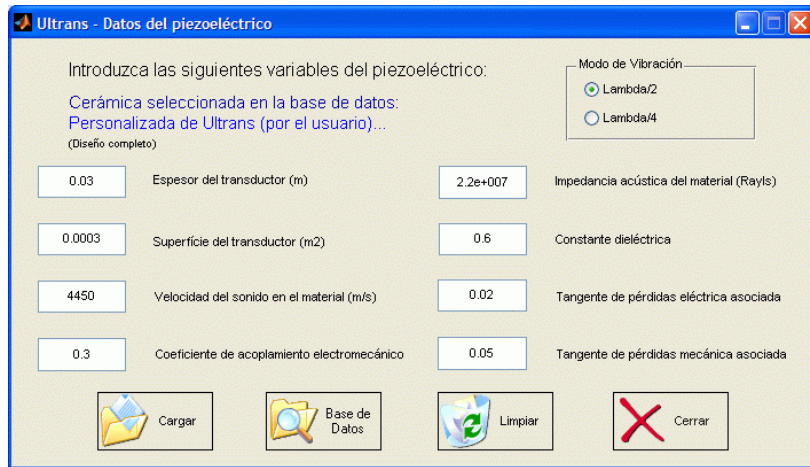 Ultrans - Datos del piezoeléctrico
Introduzca las siguientes variables del piezoeléctrico:
Cerámica seleccionada en la base de datos:
Personalizada de Ultrans (por el usuario)...
(Diseño completo)
Modo de Vibración
Lambda/2
Lambda/4
0.03 Espesor del transductor (m)
2.2e+007 Impedancia acústica del material (Rayls)
0.0003 Superfície del transductor (m2)
0.6 Constante dieléctrica
4450 Velocidad del sonido en el material (m/s)
0.02 Tangente de pérdidas eléctrica asociada
0.3 Coeficiente de acoplamiento electromecánico
0.05 Tangente de pérdidas mecánica asociada
Cargar
Base de
Datos
Limpiar
Cerrar